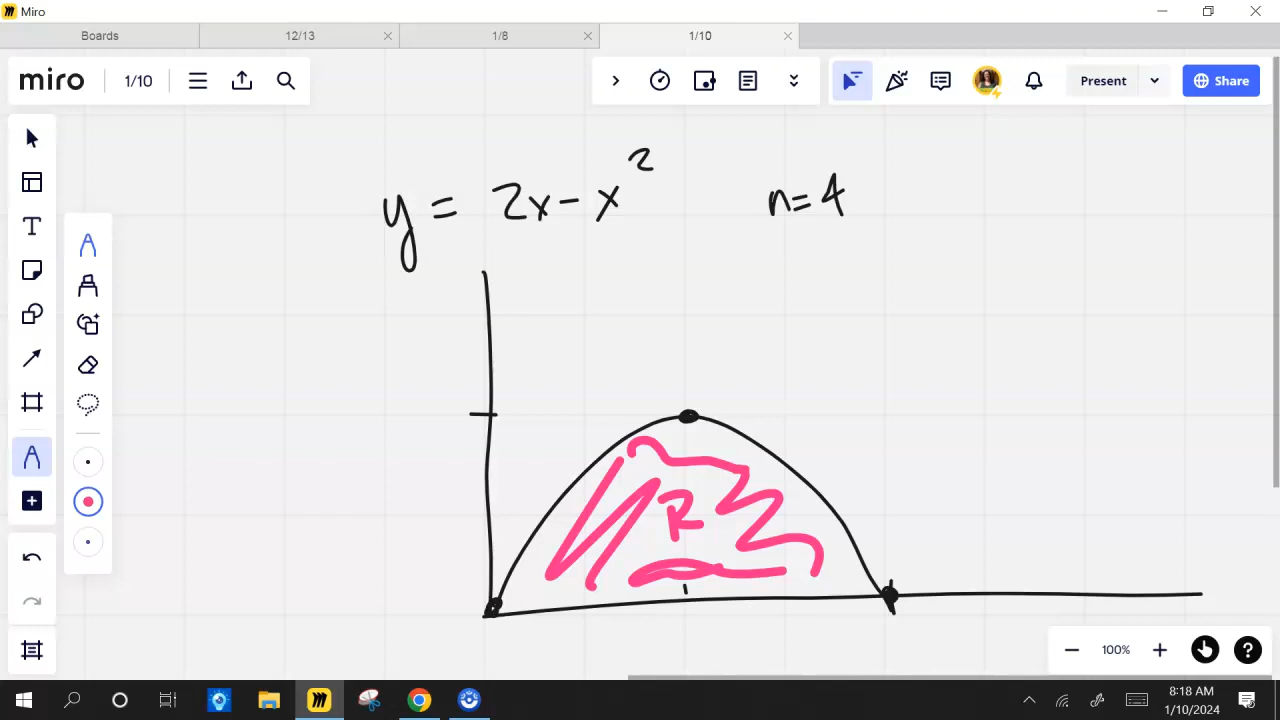 Miro
Boards
12/13
1/8
1/10
miro
1/10
Present
Share
y = 2x - x²
n = 4
R
100%
8:18 AM
1/10/2024